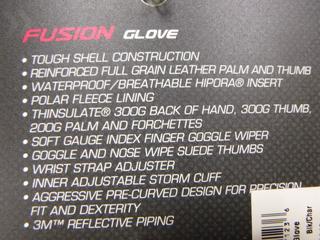 FUSION GLOVE
• TOUGH SHELL CONSTRUCTION
• REINFORCED FULL GRAIN LEATHER PALM AND THUMB
• WATERPROOF/BREATHABLE HIPORA® INSERT
• POLAR FLEECE LINING
• THINSULATE® 300G BACK OF HAND, 300G THUMB,
200G PALM AND FORCHETTES
• SOFT GAUGE INDEX FINGER GOGGLE WIPER
• GOGGLE AND NOSE WIPE SUEDE THUMBS
• WRIST STRAP ADJUSTER
• INNER ADJUSTABLE STORM CUFF
• AGGRESSIVE PRE-CURVED DESIGN FOR PRECISION
FIT AND DEXTERITY
• 3M™ REFLECTIVE PIPING
Glove
Blk/Char